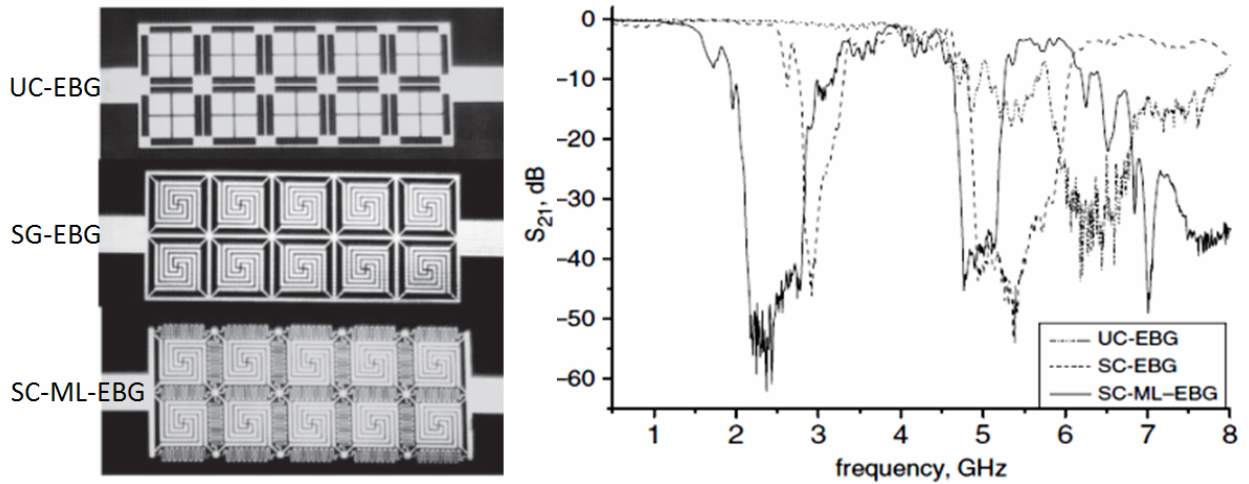 UC-EBG
SG-EBG
SC-ML-EBG
0
–10
–20
–30
–40
–50
–60
S21, dB
1 2 3 4 5 6 7 8
frequency, GHz
UC-EBG
SC-EBG
SC-ML–EBG